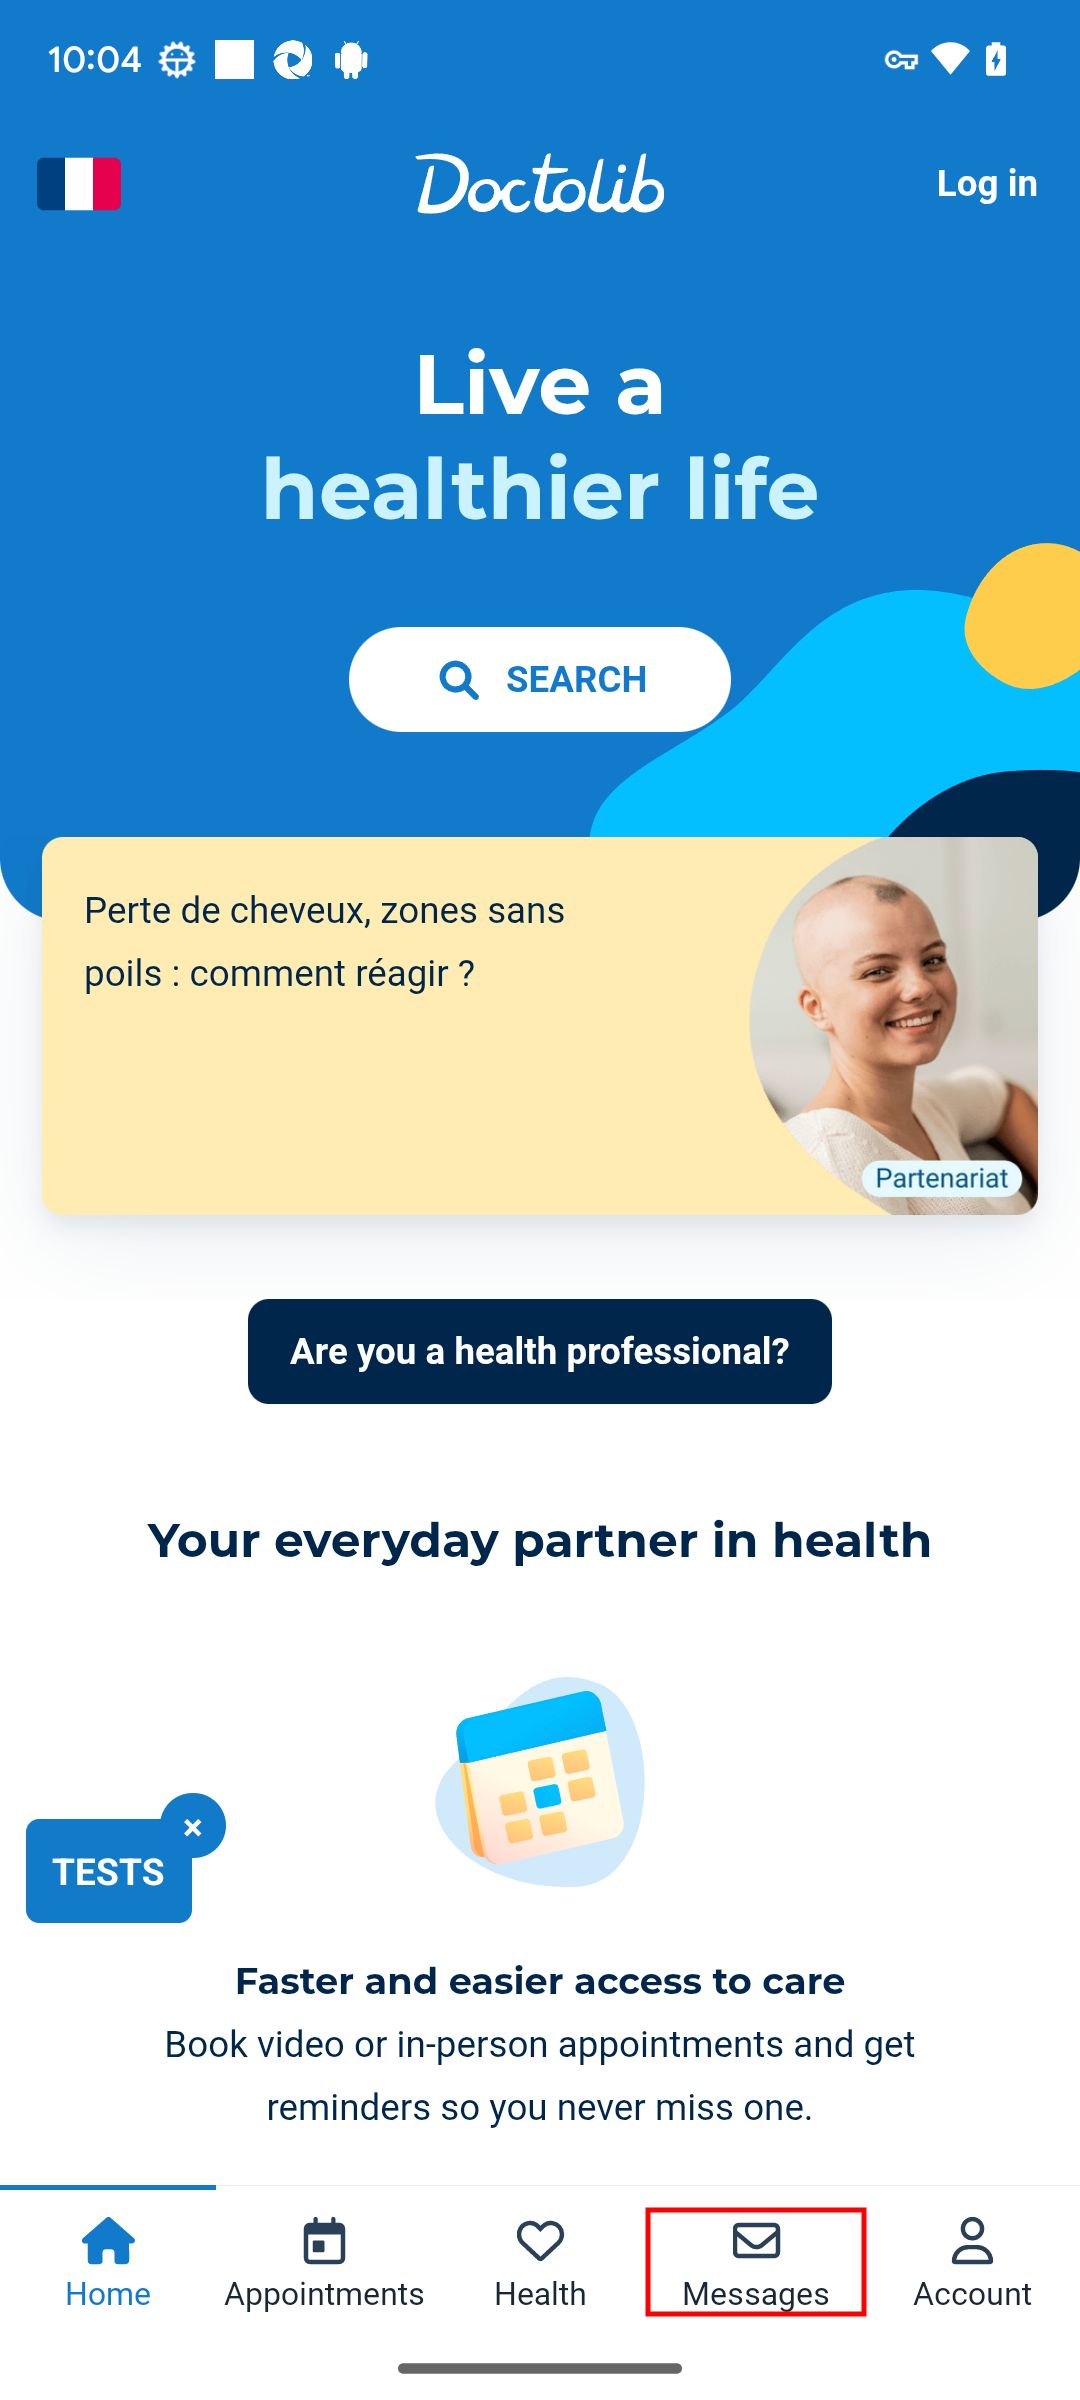 10:04
Doctolib
Log in
Live a
healthier life
SEARCH
Perte de cheveux, zones sans
poils : comment réagir ?
Partenariat
Are you a health professional?
Your everyday partner in health
×
TESTS
Faster and easier access to care
Book video or in-person appointments and get
reminders so you never miss one.
Home Appointments Health Messages Account